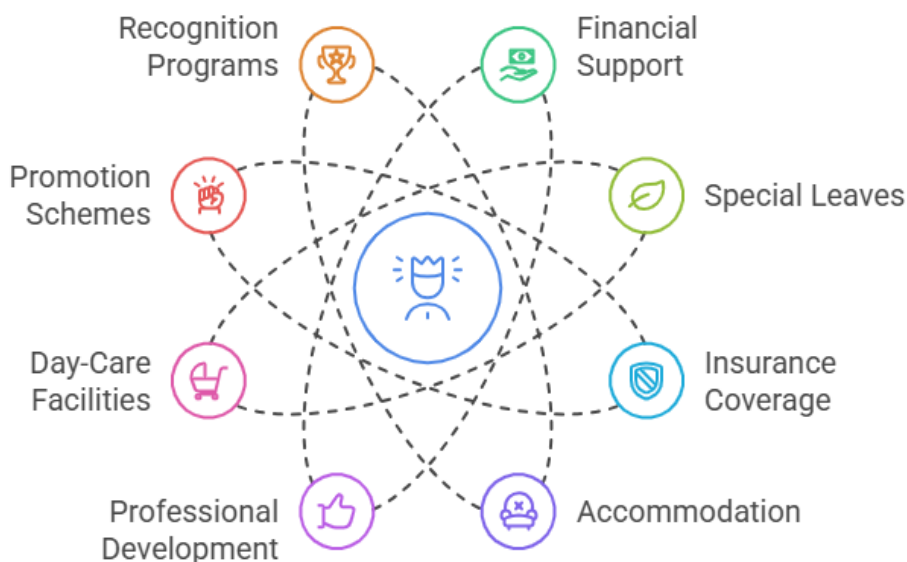 Recognition
Programs
Financial
Support
Promotion
Schemes
Special Leaves
Day-Care
Facilities
Insurance
Coverage
Professional
Development
Accommodation